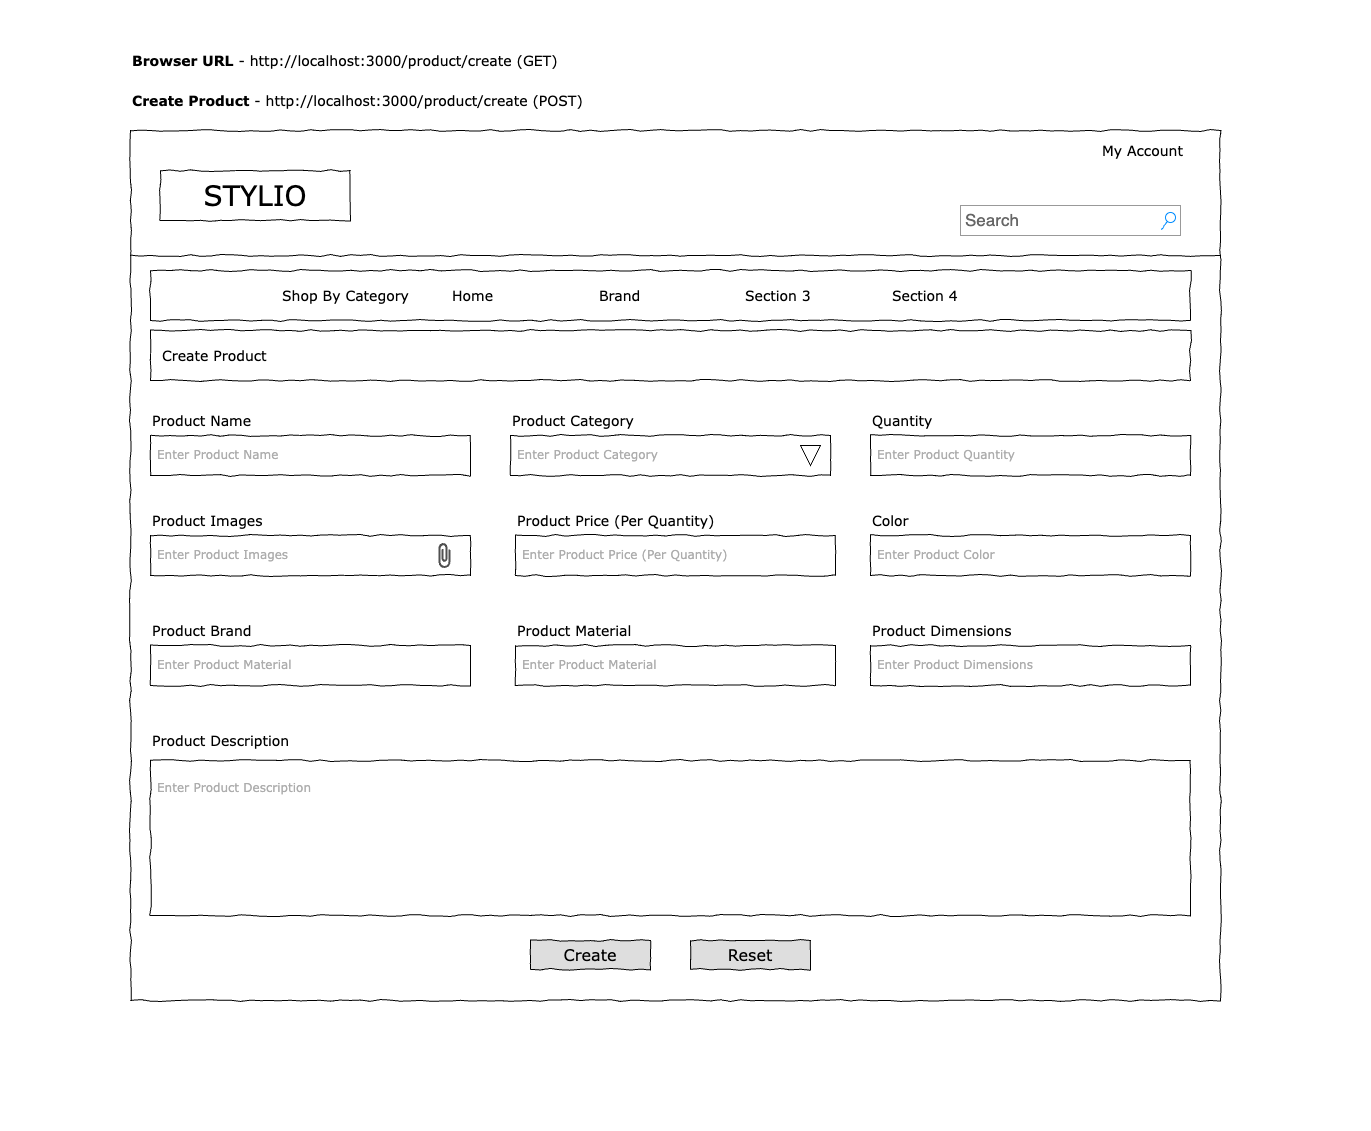 Browser URL - http://localhost:3000/product/create (GET)
Create Product - http://localhost:3000/product/create (POST)
My Account
STYLIO
Search
Shop By Category Home Brand Section 3 Section 4
Create Product
Product Name Product Category Quantity
Enter Product Name Enter Product Category Enter Product Quantity
Product Images Product Price (Per Quantity) Color
Enter Product Images Enter Product Price (Per Quantity) Enter Product Color
Product Brand Product Material Product Dimensions
Enter Product Material Enter Product Material Enter Product Dimensions
Product Description
Enter Product Description
Create Reset